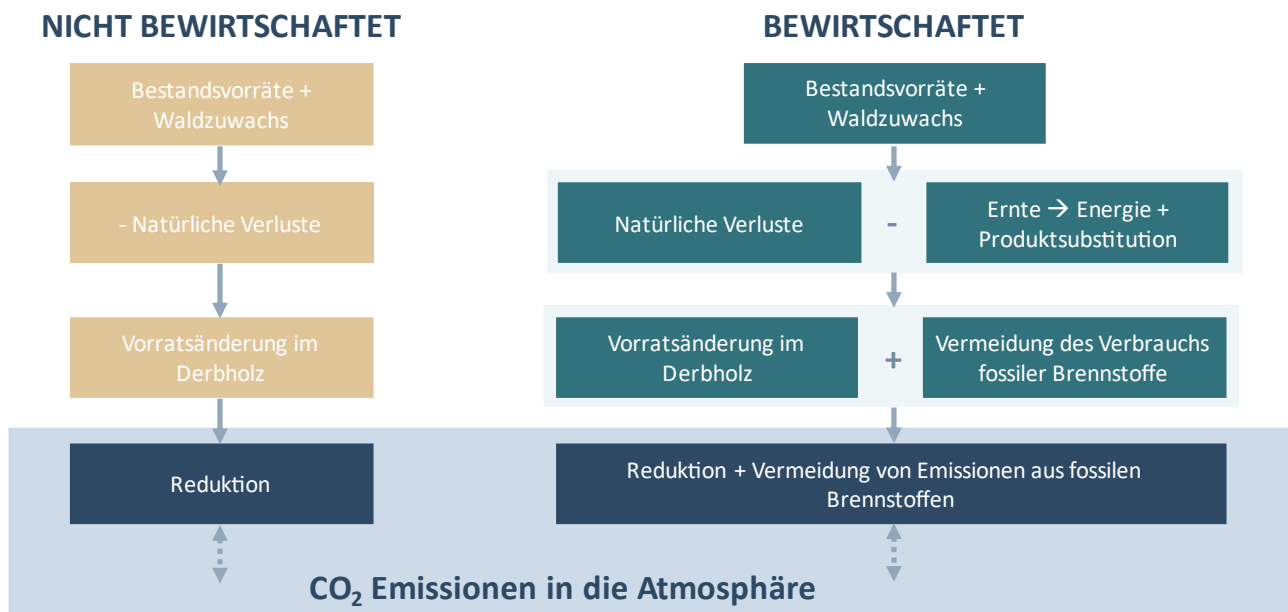 NICHT BEWIRTSCHAFTET
Bestandsvorräte +
Waldzuwachs
- Natürliche Verluste
Vorratsänderung im
Derbholz
Reduktion
BEWIRTSCHAFTET
Bestandsvorräte +
Waldzuwachs
Natürliche Verluste
-
Ernte → Energie +
Produktsubstitution
Vorratsänderung im
Derbholz
+
Vermeidung des Verbrauchs
fossiler Brennstoffe
Reduktion + Vermeidung von Emissionen aus fossilen
Brennstoffen
CO₂ Emissionen in die Atmosphäre